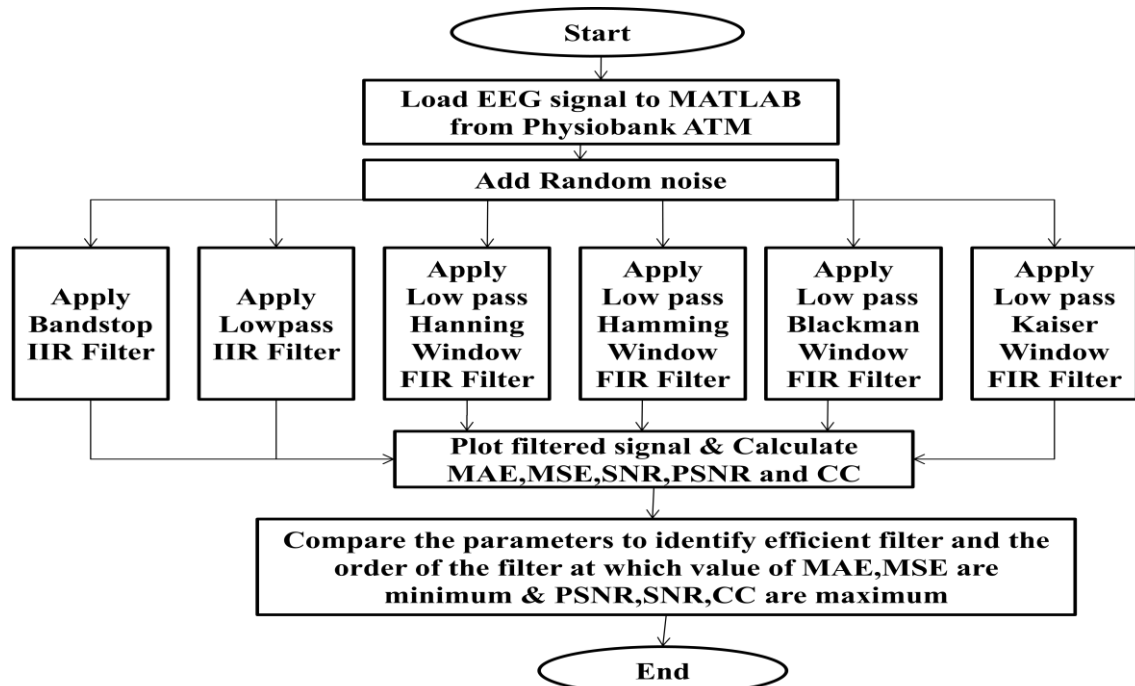 Start
Load EEG signal to MATLAB
from Physiobank ATM
Add Random noise
Apply
Bandstop
IIR Filter
Apply
Lowpass
IIR Filter
Apply
Low pass
Hanning
Window
FIR Filter
Apply
Low pass
Hamming
Window
FIR Filter
Apply
Low pass
Blackman
Window
FIR Filter
Apply
Low pass
Kaiser
Window
FIR Filter
Plot filtered signal & Calculate
MAE,MSE,SNR,PSNR and CC
Compare the parameters to identify efficient filter and the
order of the filter at which value of MAE,MSE are
minimum & PSNR,SNR,CC are maximum
End